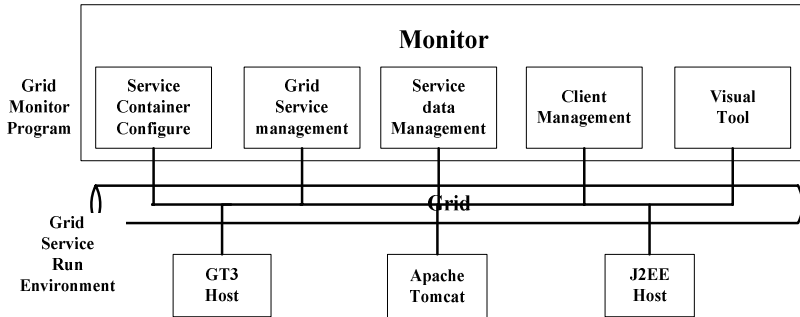 Monitor
Grid
Monitor
Program
Service
Container
Configure
Grid
Service
management
Service
data
Management
Client
Management
Visual
Tool
Grid
Grid
Service
Run
Environment
GT3
Host
Apache
Tomcat
J2EE
Host